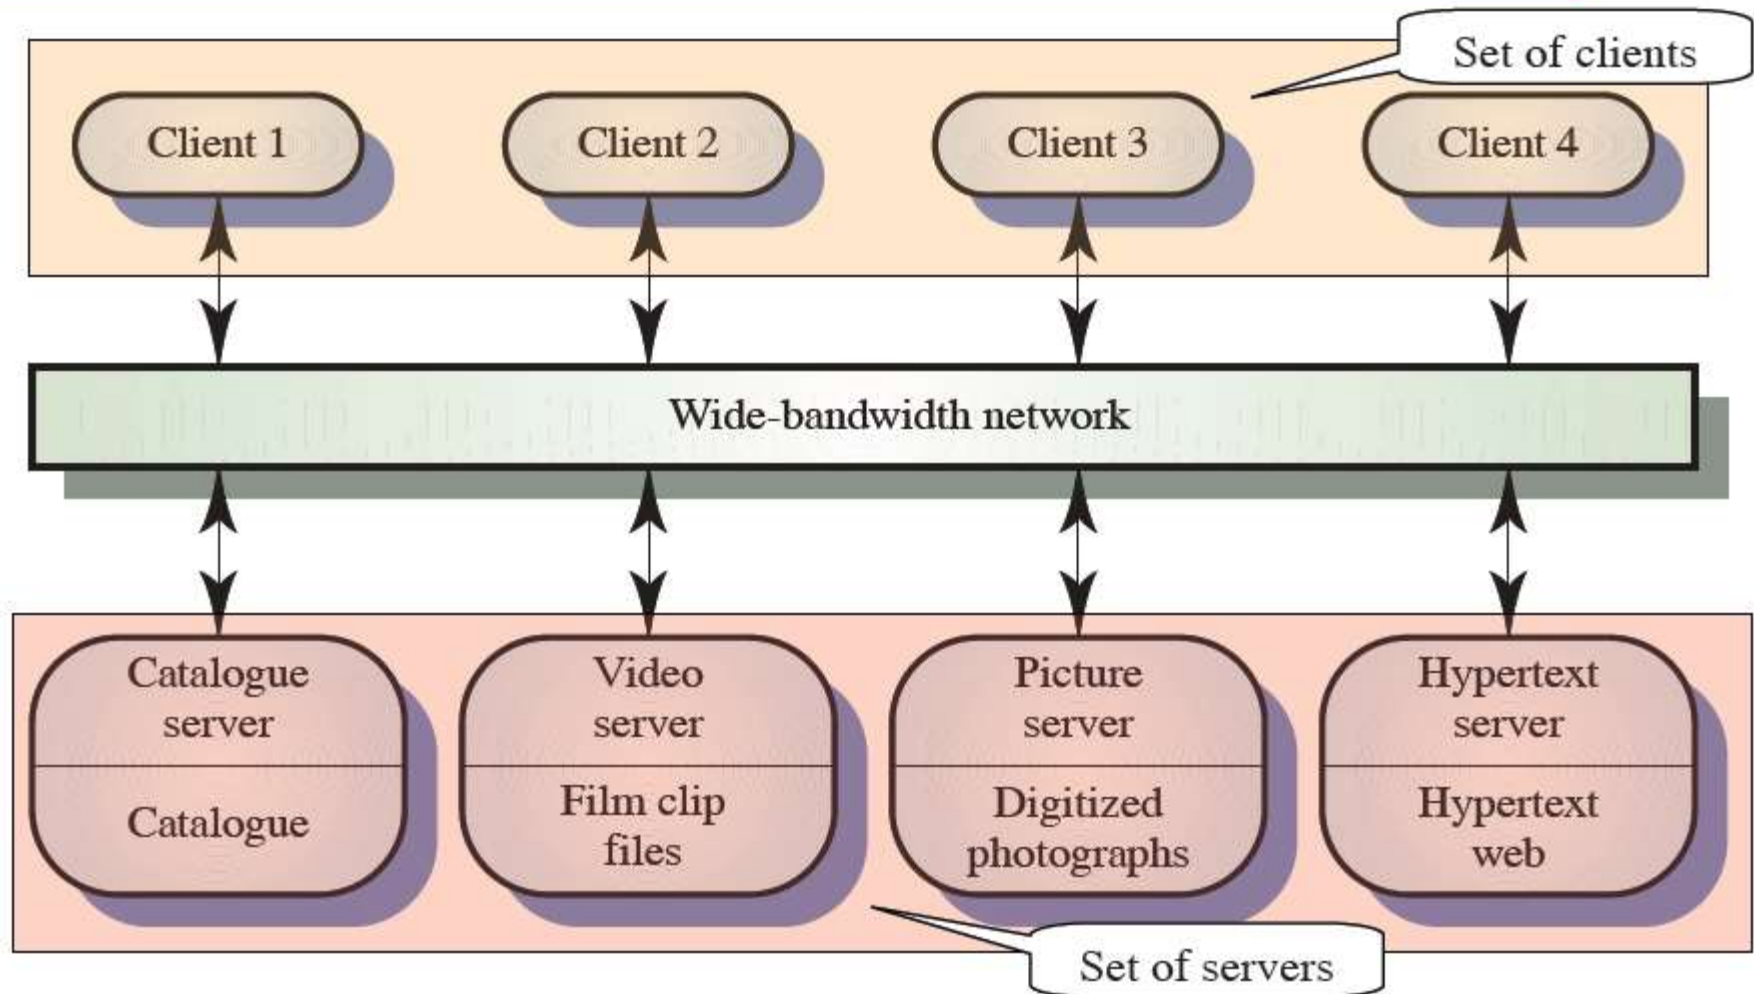 Set of clients
Client 1
Client 2
Client 3
Client 4
Wide-bandwidth network
Catalogue
server
Catalogue
Video
server
Film clip
files
Picture
server
Digitized
photographs
Hypertext
server
Hypertext
web
Set of servers